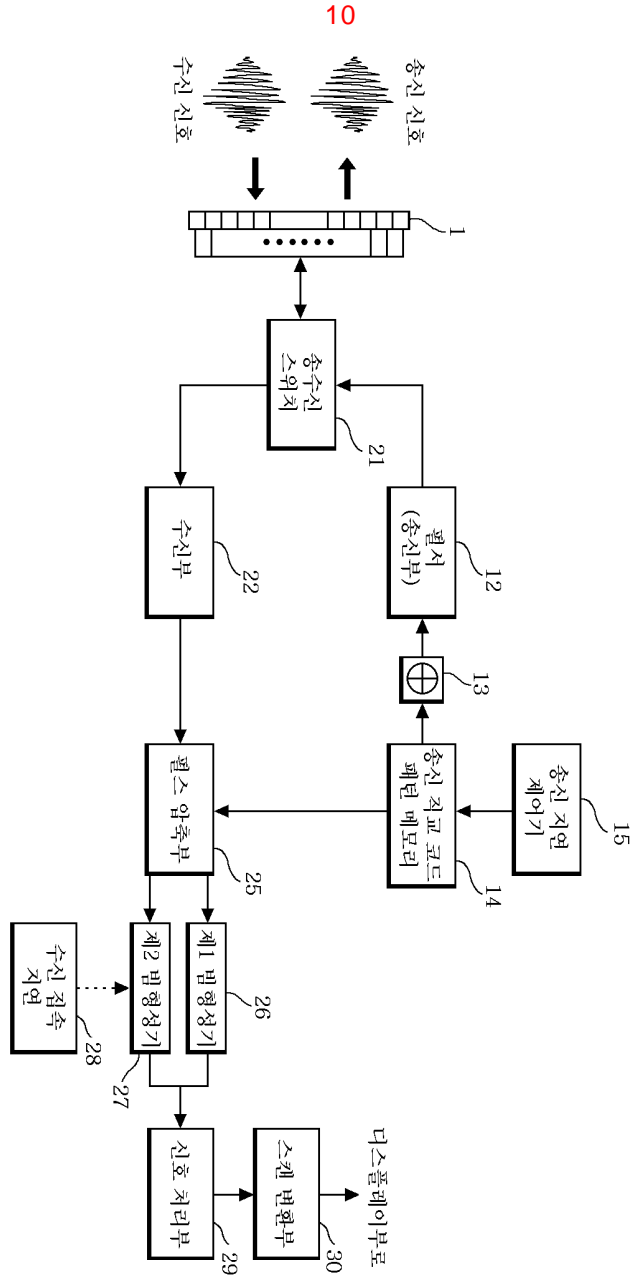 10
송신 신호
수신 신호
1
송수신
스위치
21
펄서
(송신부)
12
수신부
22
13
송신 지연
제어기
15
송신 직교 코드
패턴 메모리
14
펄스 압축부
25
제1 빔형성기
26
제2 빔형성기
27
수신 집속
지연
28
신호 처리부
29
스캔 변환부
30
디스플레이부로